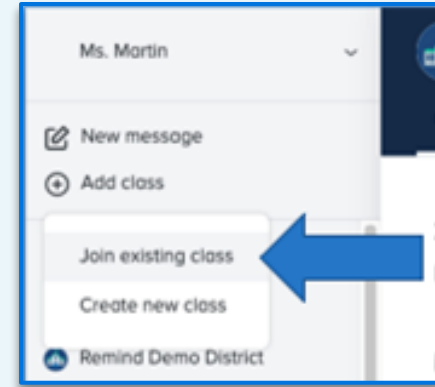 Ms. Martin
New message
Add class
Join existing class
Create new class
Remind Demo District